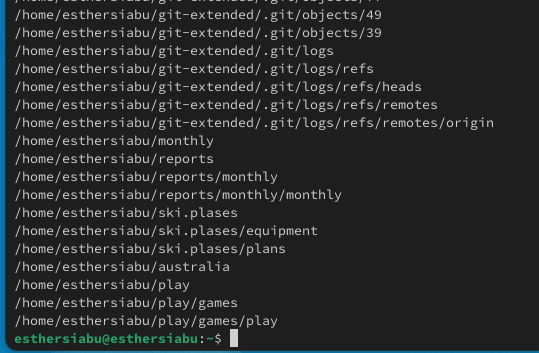 /home/esthersiabu/git-extended/.git/objects/49
/home/esthersiabu/git-extended/.git/objects/39
/home/esthersiabu/git-extended/.git/logs
/home/esthersiabu/git-extended/.git/logs/refs
/home/esthersiabu/git-extended/.git/logs/refs/heads
/home/esthersiabu/git-extended/.git/logs/refs/remotes
/home/esthersiabu/git-extended/.git/logs/refs/remotes/origin
/home/esthersiabu/monthly
/home/esthersiabu/reports
/home/esthersiabu/reports/monthly
/home/esthersiabu/reports/monthly/monthly
/home/esthersiabu/ski.plases
/home/esthersiabu/ski.plases/equipment
/home/esthersiabu/ski.plases/plans
/home/esthersiabu/australia
/home/esthersiabu/play
/home/esthersiabu/play/games
/home/esthersiabu/play/games/play
esthersiabu@esthersiabu:~$